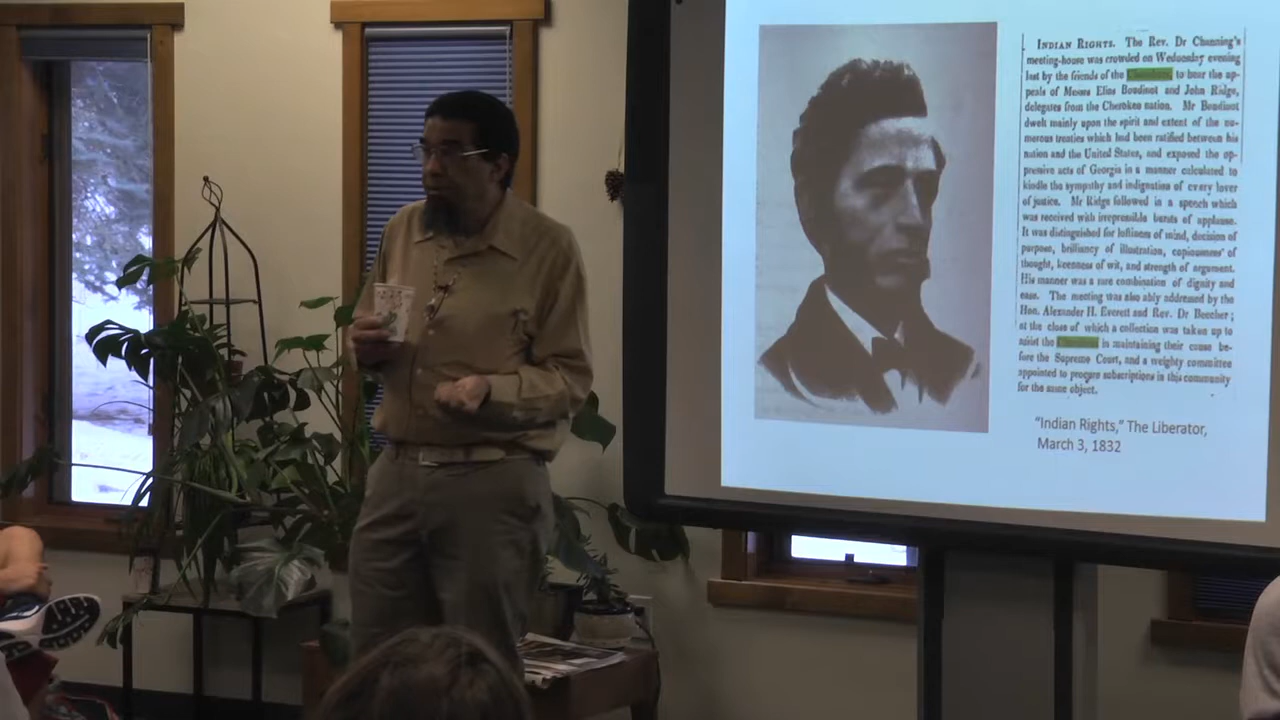 INDIAN RIGHTS. The Rev. Dr Channing's
meeting-house was crowded on Wednesday evening
last by the friends of the Cherokees, to hear the ap-
peals of Messrs Elias Boudinot and John Ridge,
delegates from the Cherokee nation. Mr Boudinot
dwelt mainly upon the spirit and extent of the nu-
merous treaties which had been ratified between his
nation and the United States, and exposed the op-
pressive acts of Georgia in a manner calculated to
kindle the sympathy and indignation of every lover
of justice. Mr Ridge followed in a speech which
was received with irrepressible bursts of applause.
It was distinguished for loftiness of mind, decision of
purpose, brilliancy of illustration, copiousness of
thought, keenness of wit, and strength of argument.
His manner was a rare combination of dignity and
ease. The meeting was also ably addressed by the
Hon. Alexander H. Everett and Rev. Dr Beecher;
at the close of which a collection was taken up to
assist the Cherokees in maintaining their cause be-
fore the Supreme Court, and a weighty committee
appointed to procure subscriptions in this community
for the same object.
"Indian Rights," The Liberator,
March 3, 1832